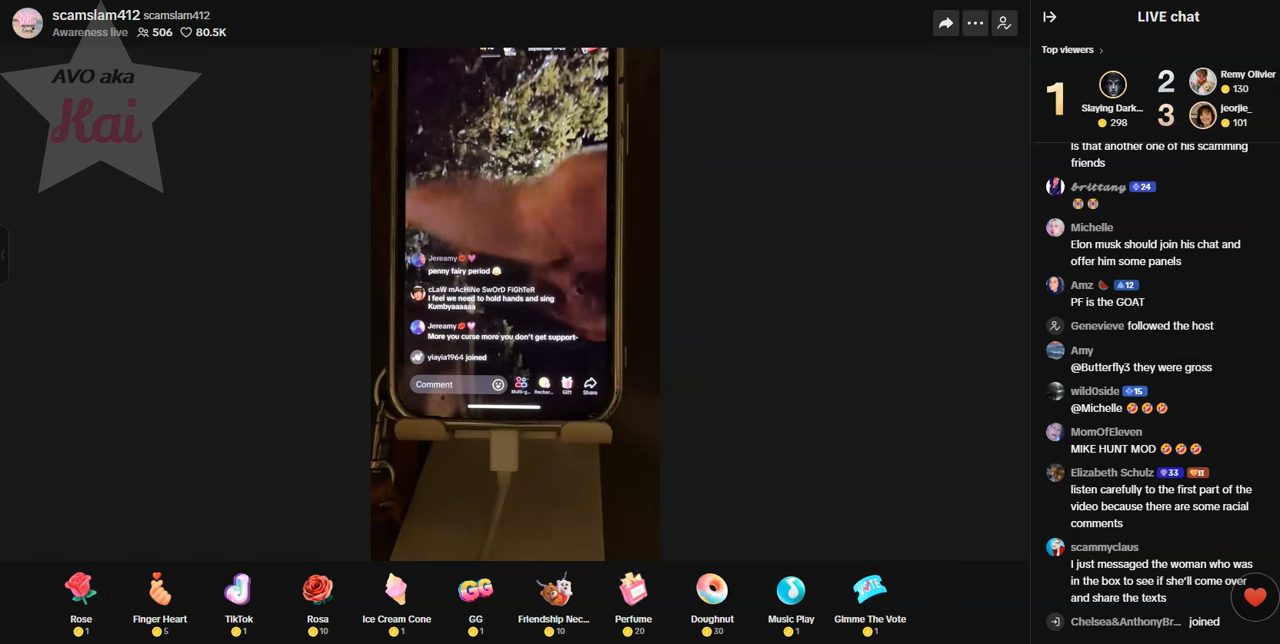 scamslam412 scamslam412
Awareness live 506 80.5K
AVO aka
Kai
Jereamy
penny fairy period
cLaW mAcHiNe SwOrD FiGhTeR
I feel we need to hold hands and sing
Kumbyaaaaaa
Jereamy
More you curse more you don't get support-
yiayia1964 joined
Comment
Multi-g... Rechar... Gift Share
Rose Finger Heart TikTok Rosa Ice Cream Cone GG Friendship Nec... Perfume Doughnut Music Play Gimme The Vote
1 5 1 10 1 1 10 20 30 1 1
LIVE chat
Top viewers
1
Slaying Dark...
298
2
Remy Olivier
130
3
jeorjie_
101
Is that another one of his scamming
friends
brittany 24
Michelle
Elon musk should join his chat and
offer him some panels
Amz 12
PF is the GOAT
Genevieve followed the host
Amy
@Butterfly3 they were gross
wild0side 15
@Michelle
MomOfEleven
MIKE HUNT MOD
Elizabeth Schulz 33 II
listen carefully to the first part of the
video because there are some racial
comments
scammyclaus
I just messaged the woman who was
in the box to see if she'll come over
and share the texts
Chelsea&AnthonyBr... joined